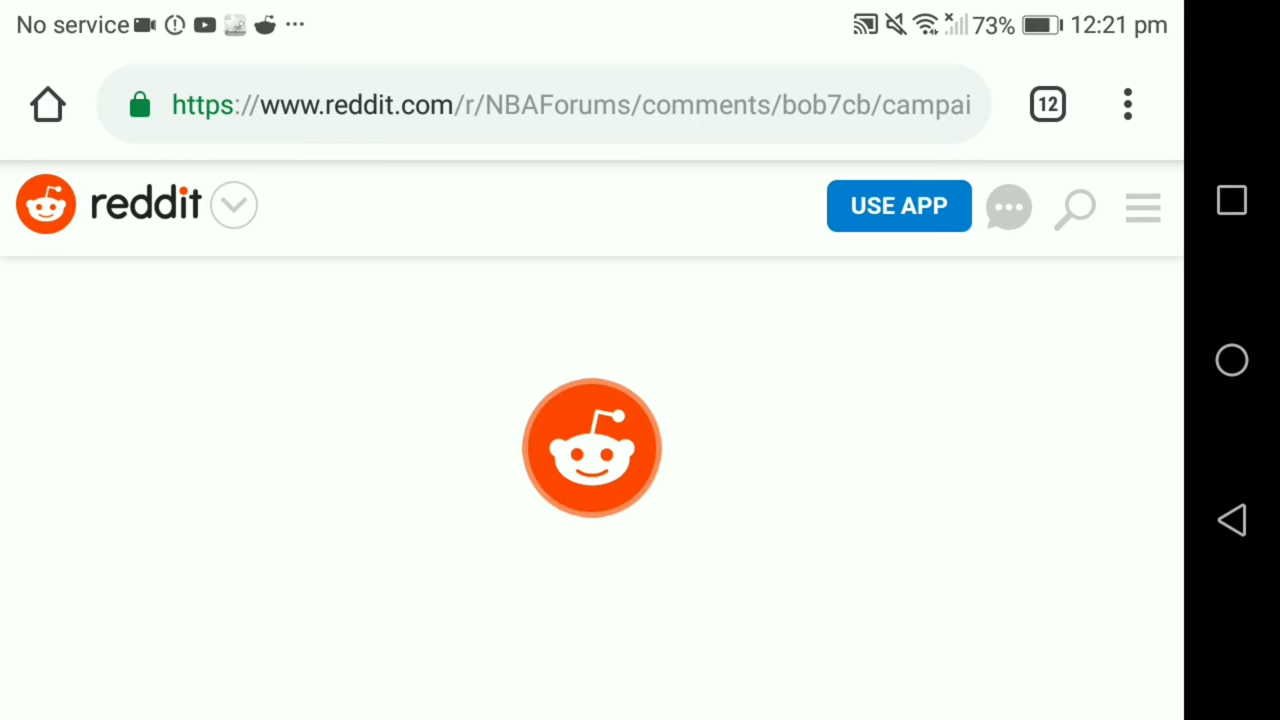 No service 73% 12:21 pm
https://www.reddit.com/r/NBAForums/comments/bob7cb/campai 12
reddit USE APP